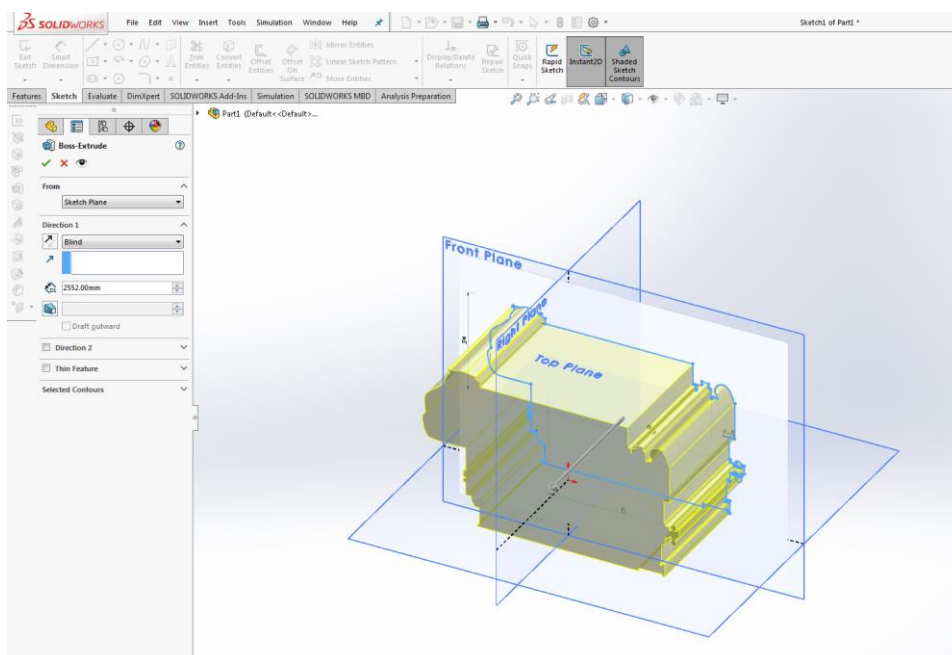 SOLIDWORKS File Edit View Insert Tools Simulation Window Help Sketch1 of Part1 *
Exit Sketch
Smart Dimension
Trim Entities
Convert Entities
Offset Entities
Offset On Surface
Mirror Entities
Linear Sketch Pattern
Move Entities
Display/Delete Relations
Repair Sketch
Quick Snaps
Rapid Sketch
Instant2D
Shaded Sketch Contours
Features Sketch Evaluate DimXpert SOLIDWORKS Add-Ins Simulation SOLIDWORKS MBD Analysis Preparation
Part1 (Default<<Default>...
Boss-Extrude
From
Sketch Plane
Direction 1
Blind
2552.00mm
Draft outward
Direction 2
Thin Feature
Selected Contours
Front Plane
Right Plane
Top Plane